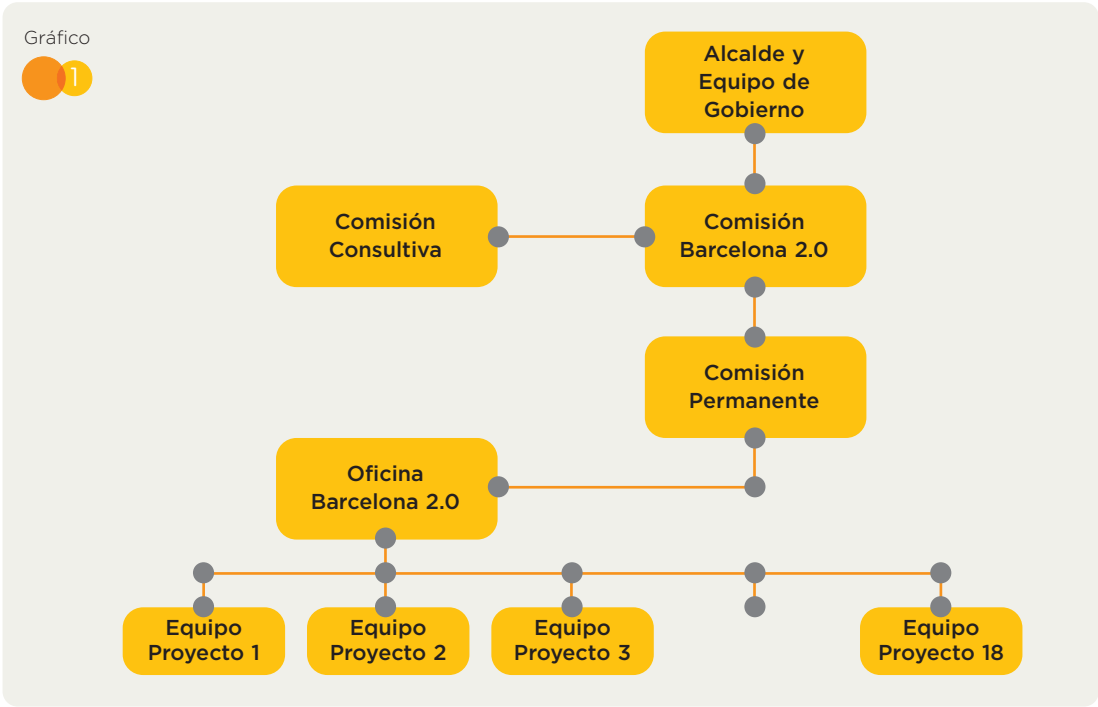 Gráfico
1
Alcalde y
Equipo de
Gobierno
Comisión
Consultiva
Comisión
Barcelona 2.0
Comisión
Permanente
Oficina
Barcelona 2.0
Equipo
Proyecto 1
Equipo
Proyecto 2
Equipo
Proyecto 3
Equipo
Proyecto 18